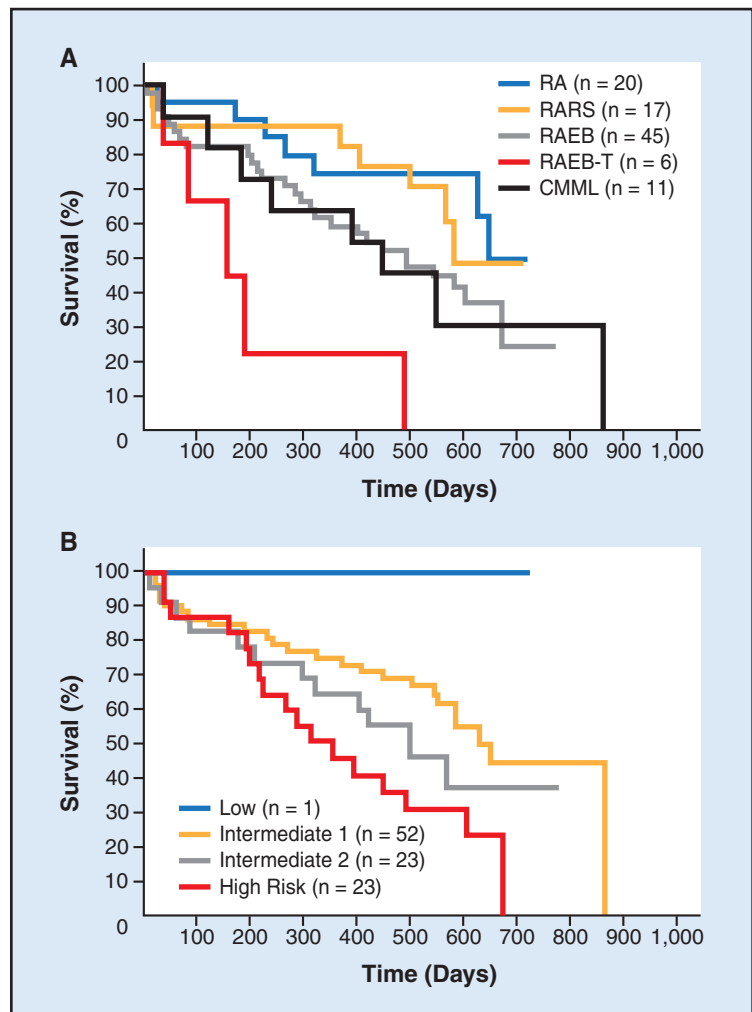 A
RA (n = 20)
RARS (n = 17)
RAEB (n = 45)
RAEB-T (n = 6)
CMML (n = 11)
Survival (%)
100
90
80
70
60
50
40
30
20
10
0
100 200 300 400 500 600 700 800 900 1,000
Time (Days)
B
Survival (%)
100
90
80
70
60
50
40
30
20
10
0
Low (n = 1)
Intermediate 1 (n = 52)
Intermediate 2 (n = 23)
High Risk (n = 23)
100 200 300 400 500 600 700 800 900 1,000
Time (Days)